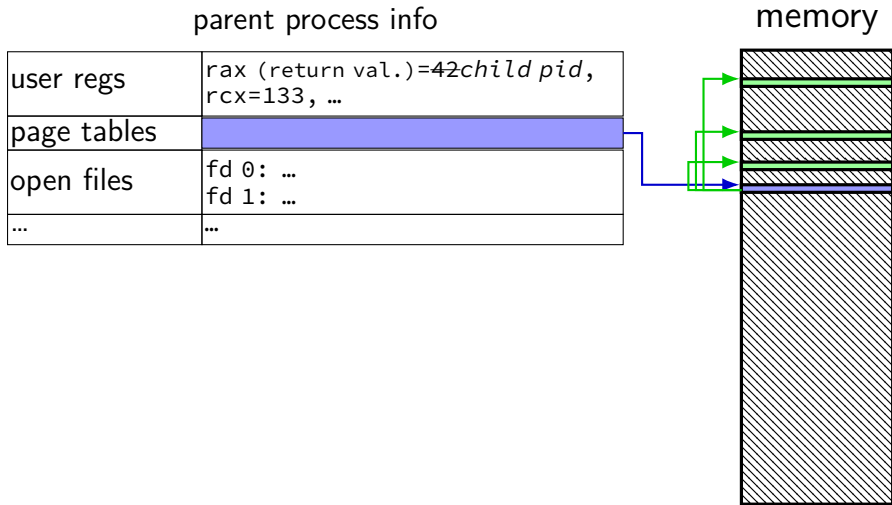 parent process info
memory
user regs
rax (return val.)=42child pid,
rcx=133, …
page tables
open files
fd 0: …
fd 1: …
…
…